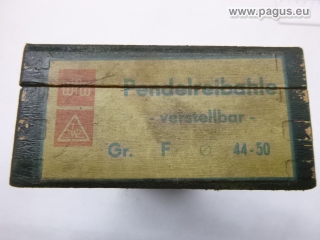 www.pagus.eu
Pendelreibahle
- verstellbar -
Gr. F ∅ 44-50